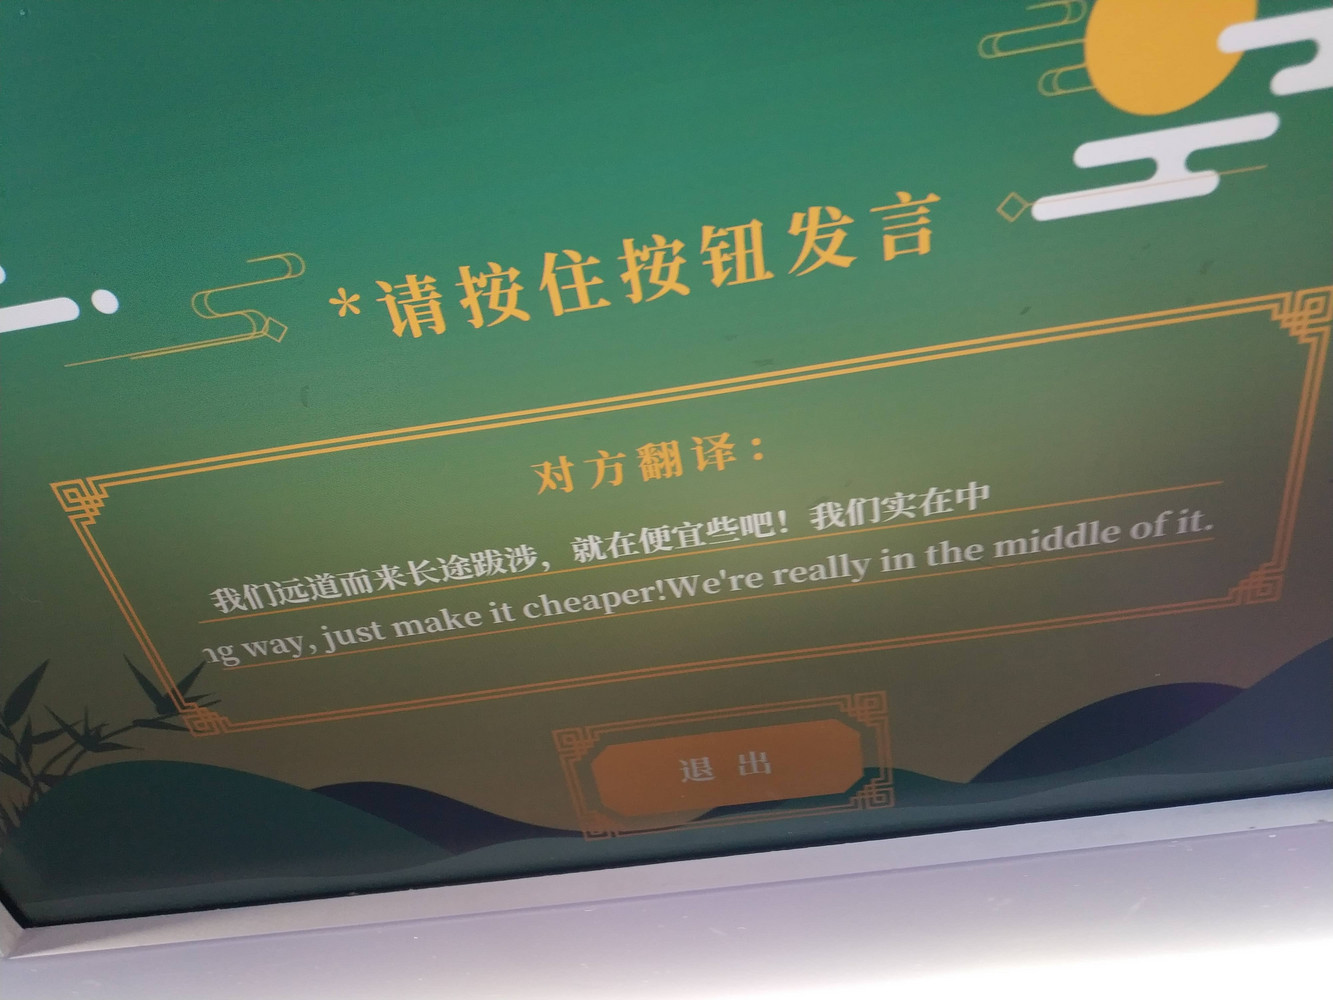 *请按住按钮发言
对方翻译：
我们远道而来长途跋涉，就在便宜些吧！我们实在中
ng way, just make it cheaper!We're really in the middle of it.
退出